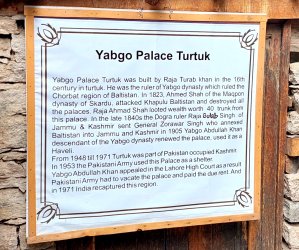 Yabgo Palace Turtuk
Yabgo Palace Turtuk was built by Raja Turab khan in the 16th
century in turtuk. He was the ruler of Yabgo dynasty which ruled the
Chorbat region of Baltistan. In 1823, Ahmed Shah of the Maqpon
dynasty of Skardu, attacked Khapulu Baltistan and destroyed all
the palaces. Raja Ahmad Shah looted wealth worth 40 trunk from
this palace. In the late 1840s the Dogra ruler Raja Singh of
Jammu & Kashmir sent General Zorawar Singh who annexed
Baltistan into Jammu and Kashmir in 1905 Yabgo Abdullah Khan
descendant of the Yabgo dynasty renewed the palace, used it as a
Haveli.
From 1948 till 1971 Turtuk was part of Pakistan occupied Kashmir
in 1953 the Pakistani Army used this Palace as a shelter.
Yabgo Abdullah Khan appealed in the Lahore High Court as a result
Pakistani Army had to vacate the palace and paid the due rent. And
in 1971 India recaptured this region.